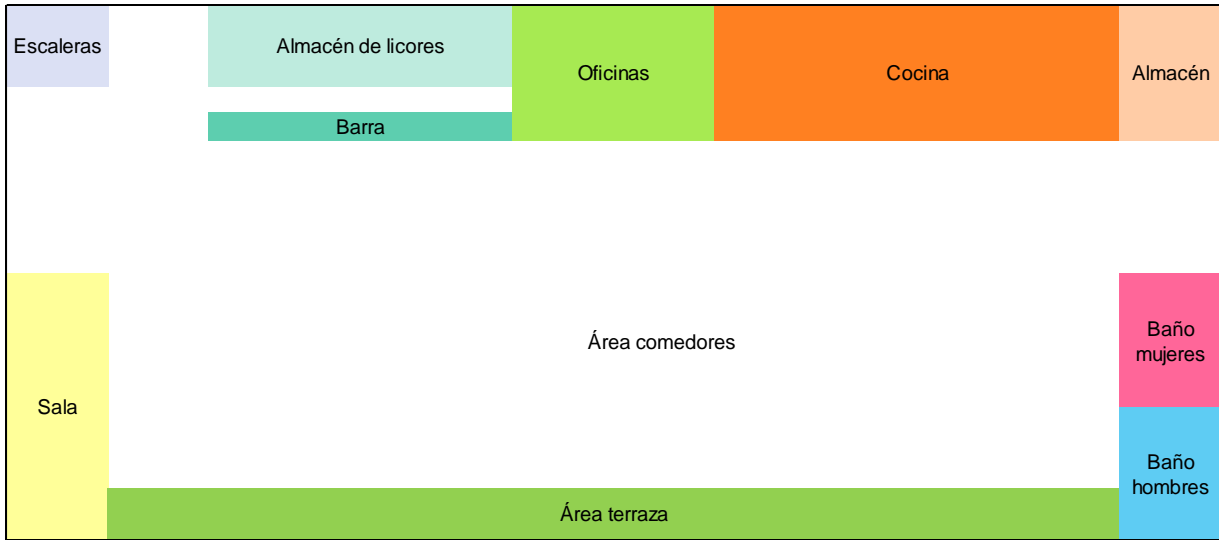 Escaleras
Almacén de licores
Oficinas
Cocina
Almacén
Barra
Área comedores
Baño
mujeres
Sala
Baño
hombres
Área terraza